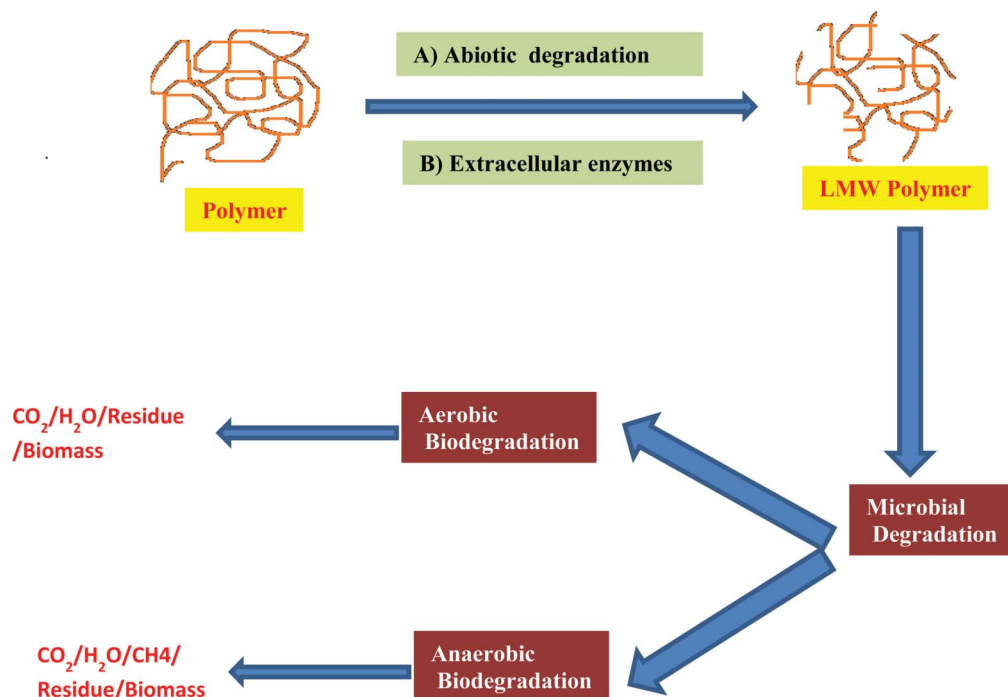 A) Abiotic degradation
B) Extracellular enzymes
Polymer
LMW Polymer
CO₂/H₂O/Residue
/Biomass
Aerobic
Biodegradation
Microbial
Degradation
CO₂/H₂O/CH4/
Residue/Biomass
Anaerobic
Biodegradation